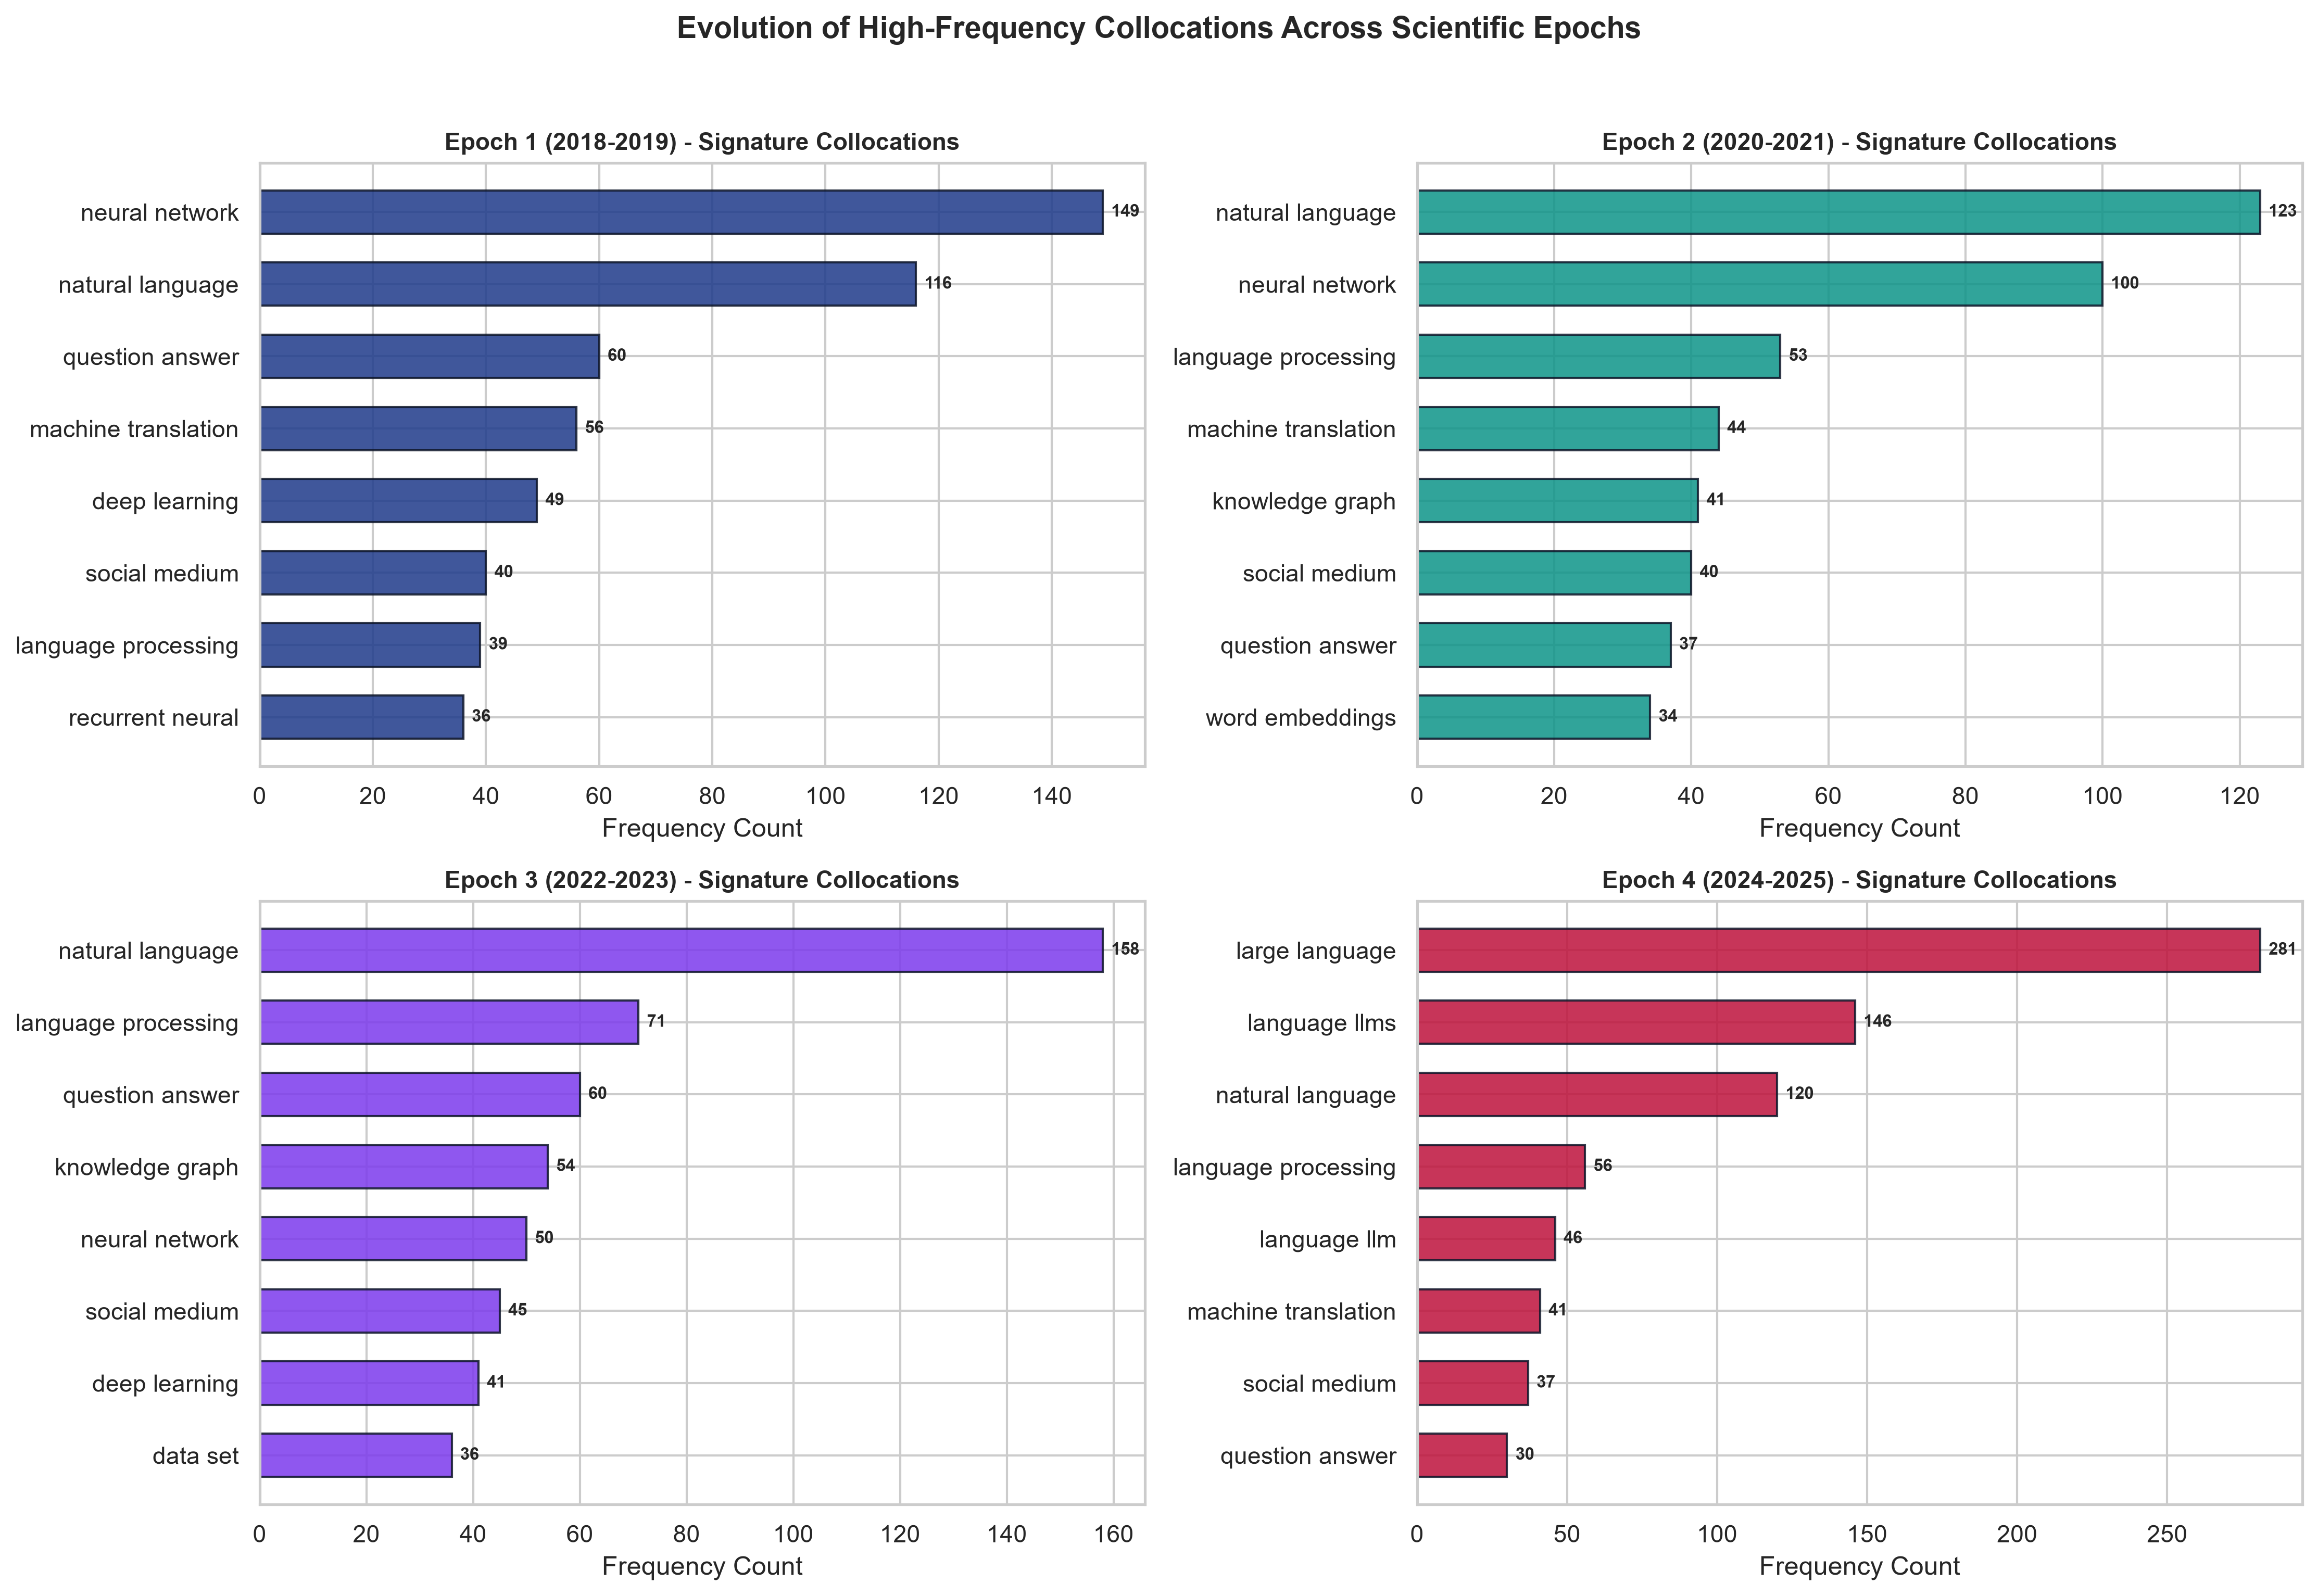 Evolution of High-Frequency Collocations Across Scientific Epochs
Epoch 1 (2018-2019) - Signature Collocations
neural network 149
natural language 116
question answer 60
machine translation 56
deep learning 49
social medium 40
language processing 39
recurrent neural 36
0 20 40 60 80 100 120 140
Frequency Count
Epoch 2 (2020-2021) - Signature Collocations
natural language 123
neural network 100
language processing 53
machine translation 44
knowledge graph 41
social medium 40
question answer 37
word embeddings 34
0 20 40 60 80 100 120
Frequency Count
Epoch 3 (2022-2023) - Signature Collocations
natural language 158
language processing 71
question answer 60
knowledge graph 54
neural network 50
social medium 45
deep learning 41
data set 36
0 20 40 60 80 100 120 140 160
Frequency Count
Epoch 4 (2024-2025) - Signature Collocations
large language 281
language llms 146
natural language 120
language processing 56
language llm 46
machine translation 41
social medium 37
question answer 30
0 50 100 150 200 250
Frequency Count